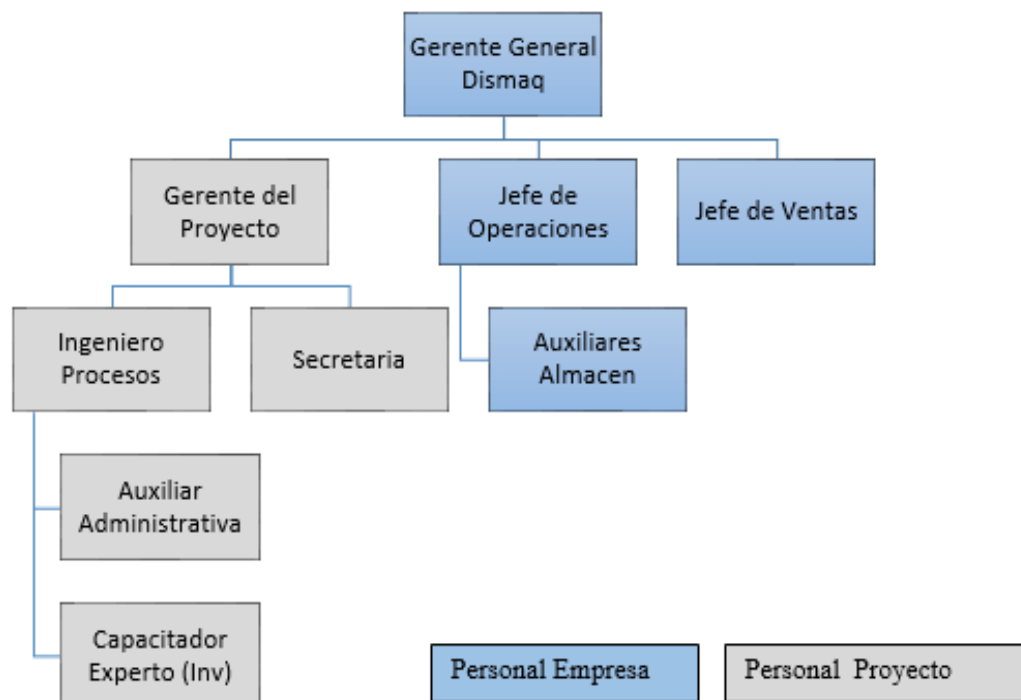 Gerente General
Dismaq
Gerente del
Proyecto
Jefe de
Operaciones
Jefe de Ventas
Ingeniero
Procesos
Secretaria
Auxiliares
Almacen
Auxiliar
Administrativa
Capacitador
Experto (Inv)
Personal Empresa
Personal Proyecto